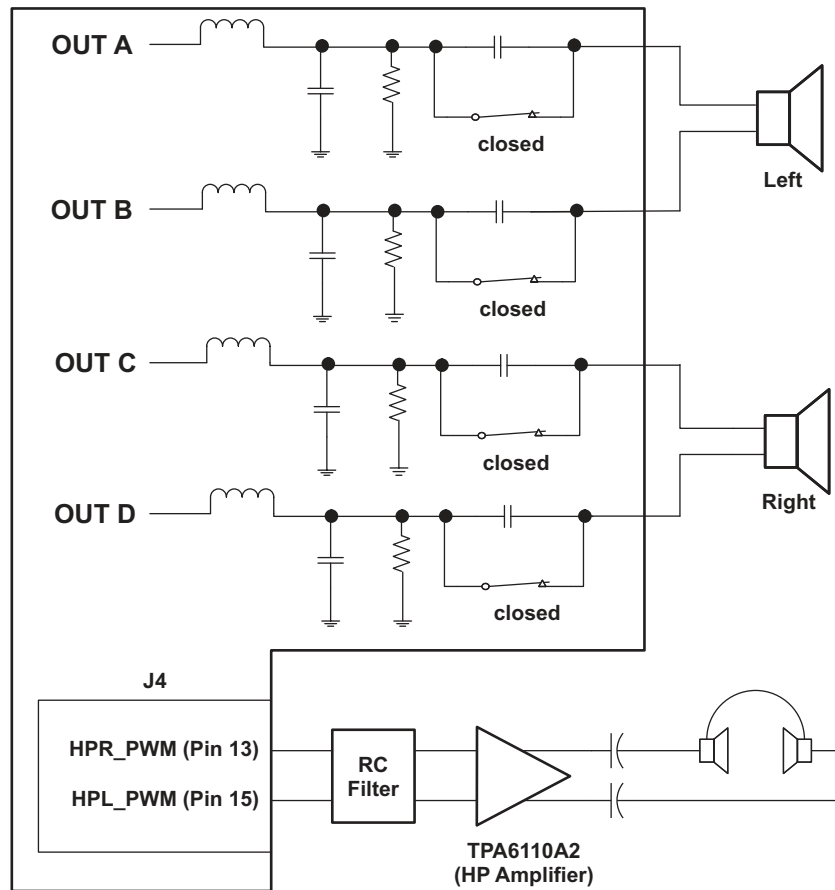 OUT A
closed
Left
OUT B
closed
OUT C
closed
Right
OUT D
closed
J4
HPR_PWM (Pin 13)
HPL_PWM (Pin 15)
RC
Filter
TPA6110A2
(HP Amplifier)